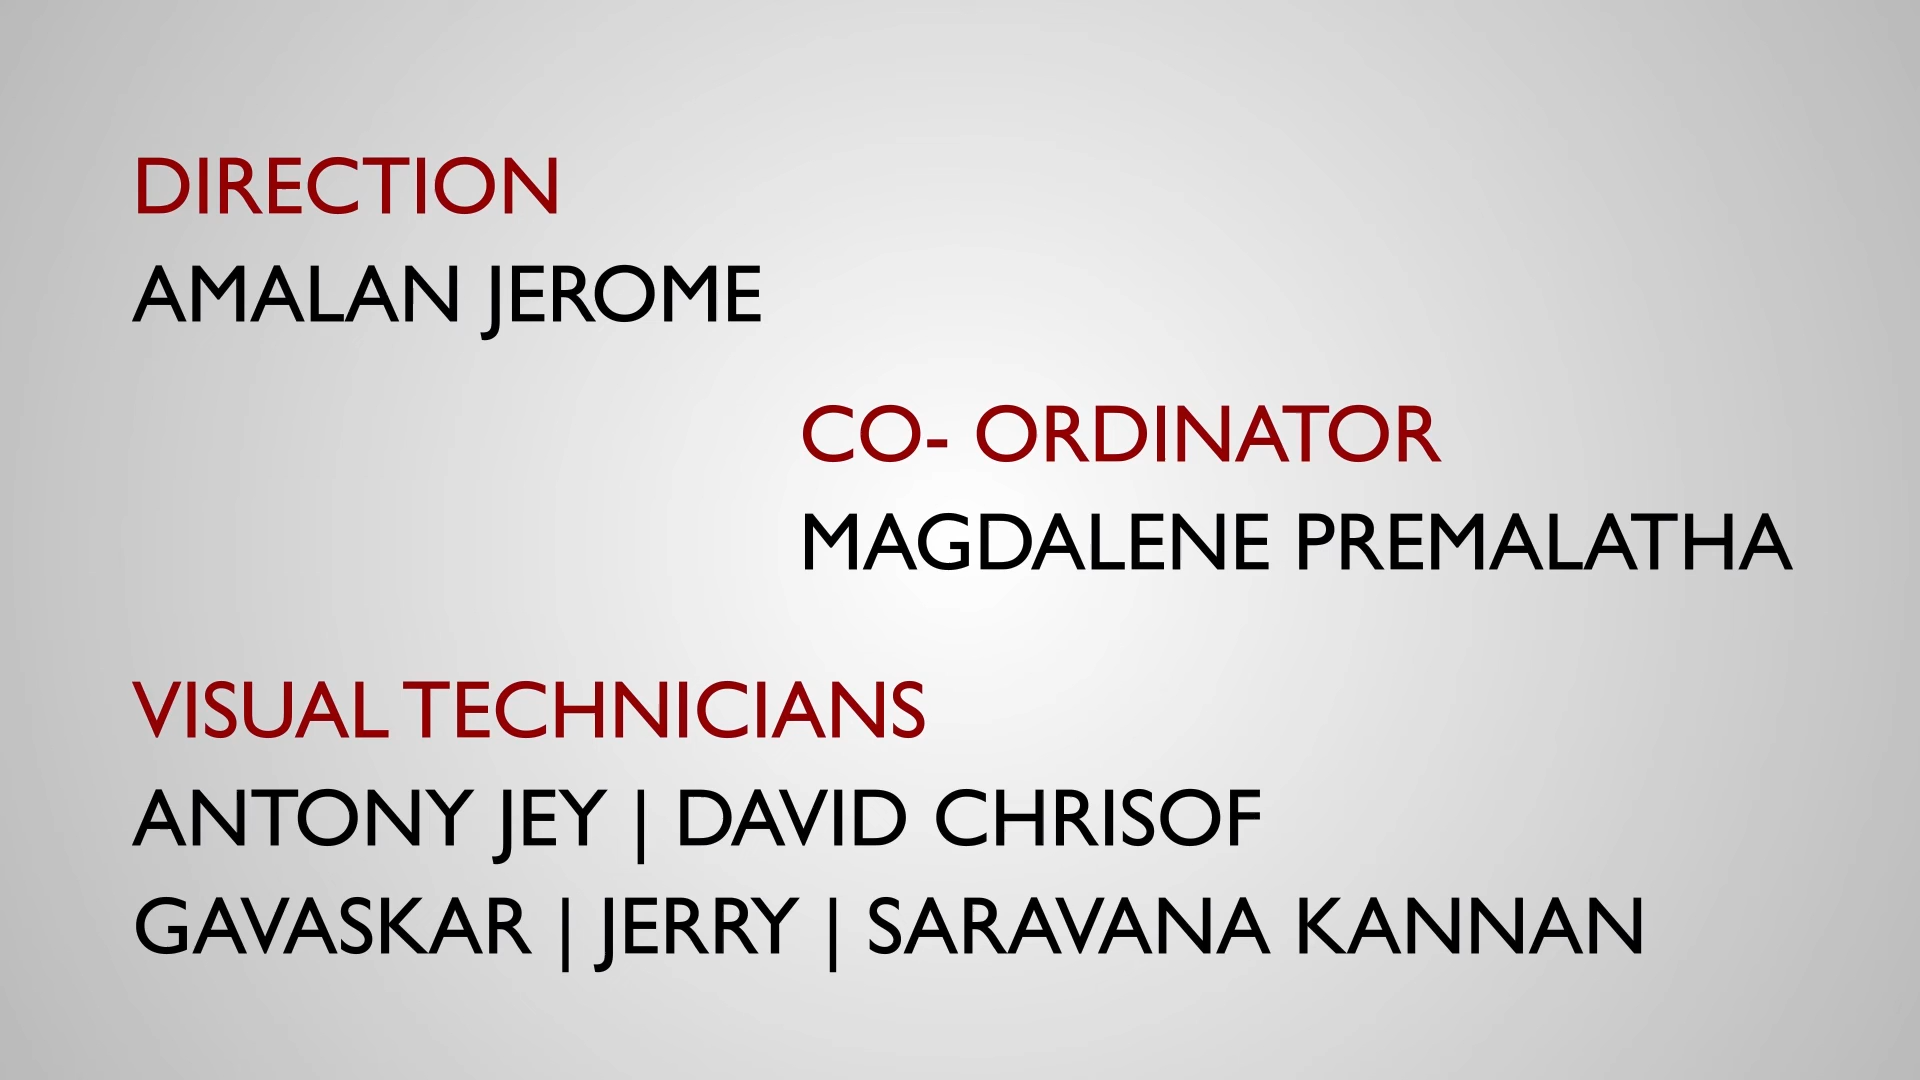 DIRECTION
AMALAN JEROME
CO- ORDINATOR
MAGDALENE PREMALATHA
VISUAL TECHNICIANS
ANTONY JEY | DAVID CHRISOF
GAVASKAR | JERRY | SARAVANA KANNAN